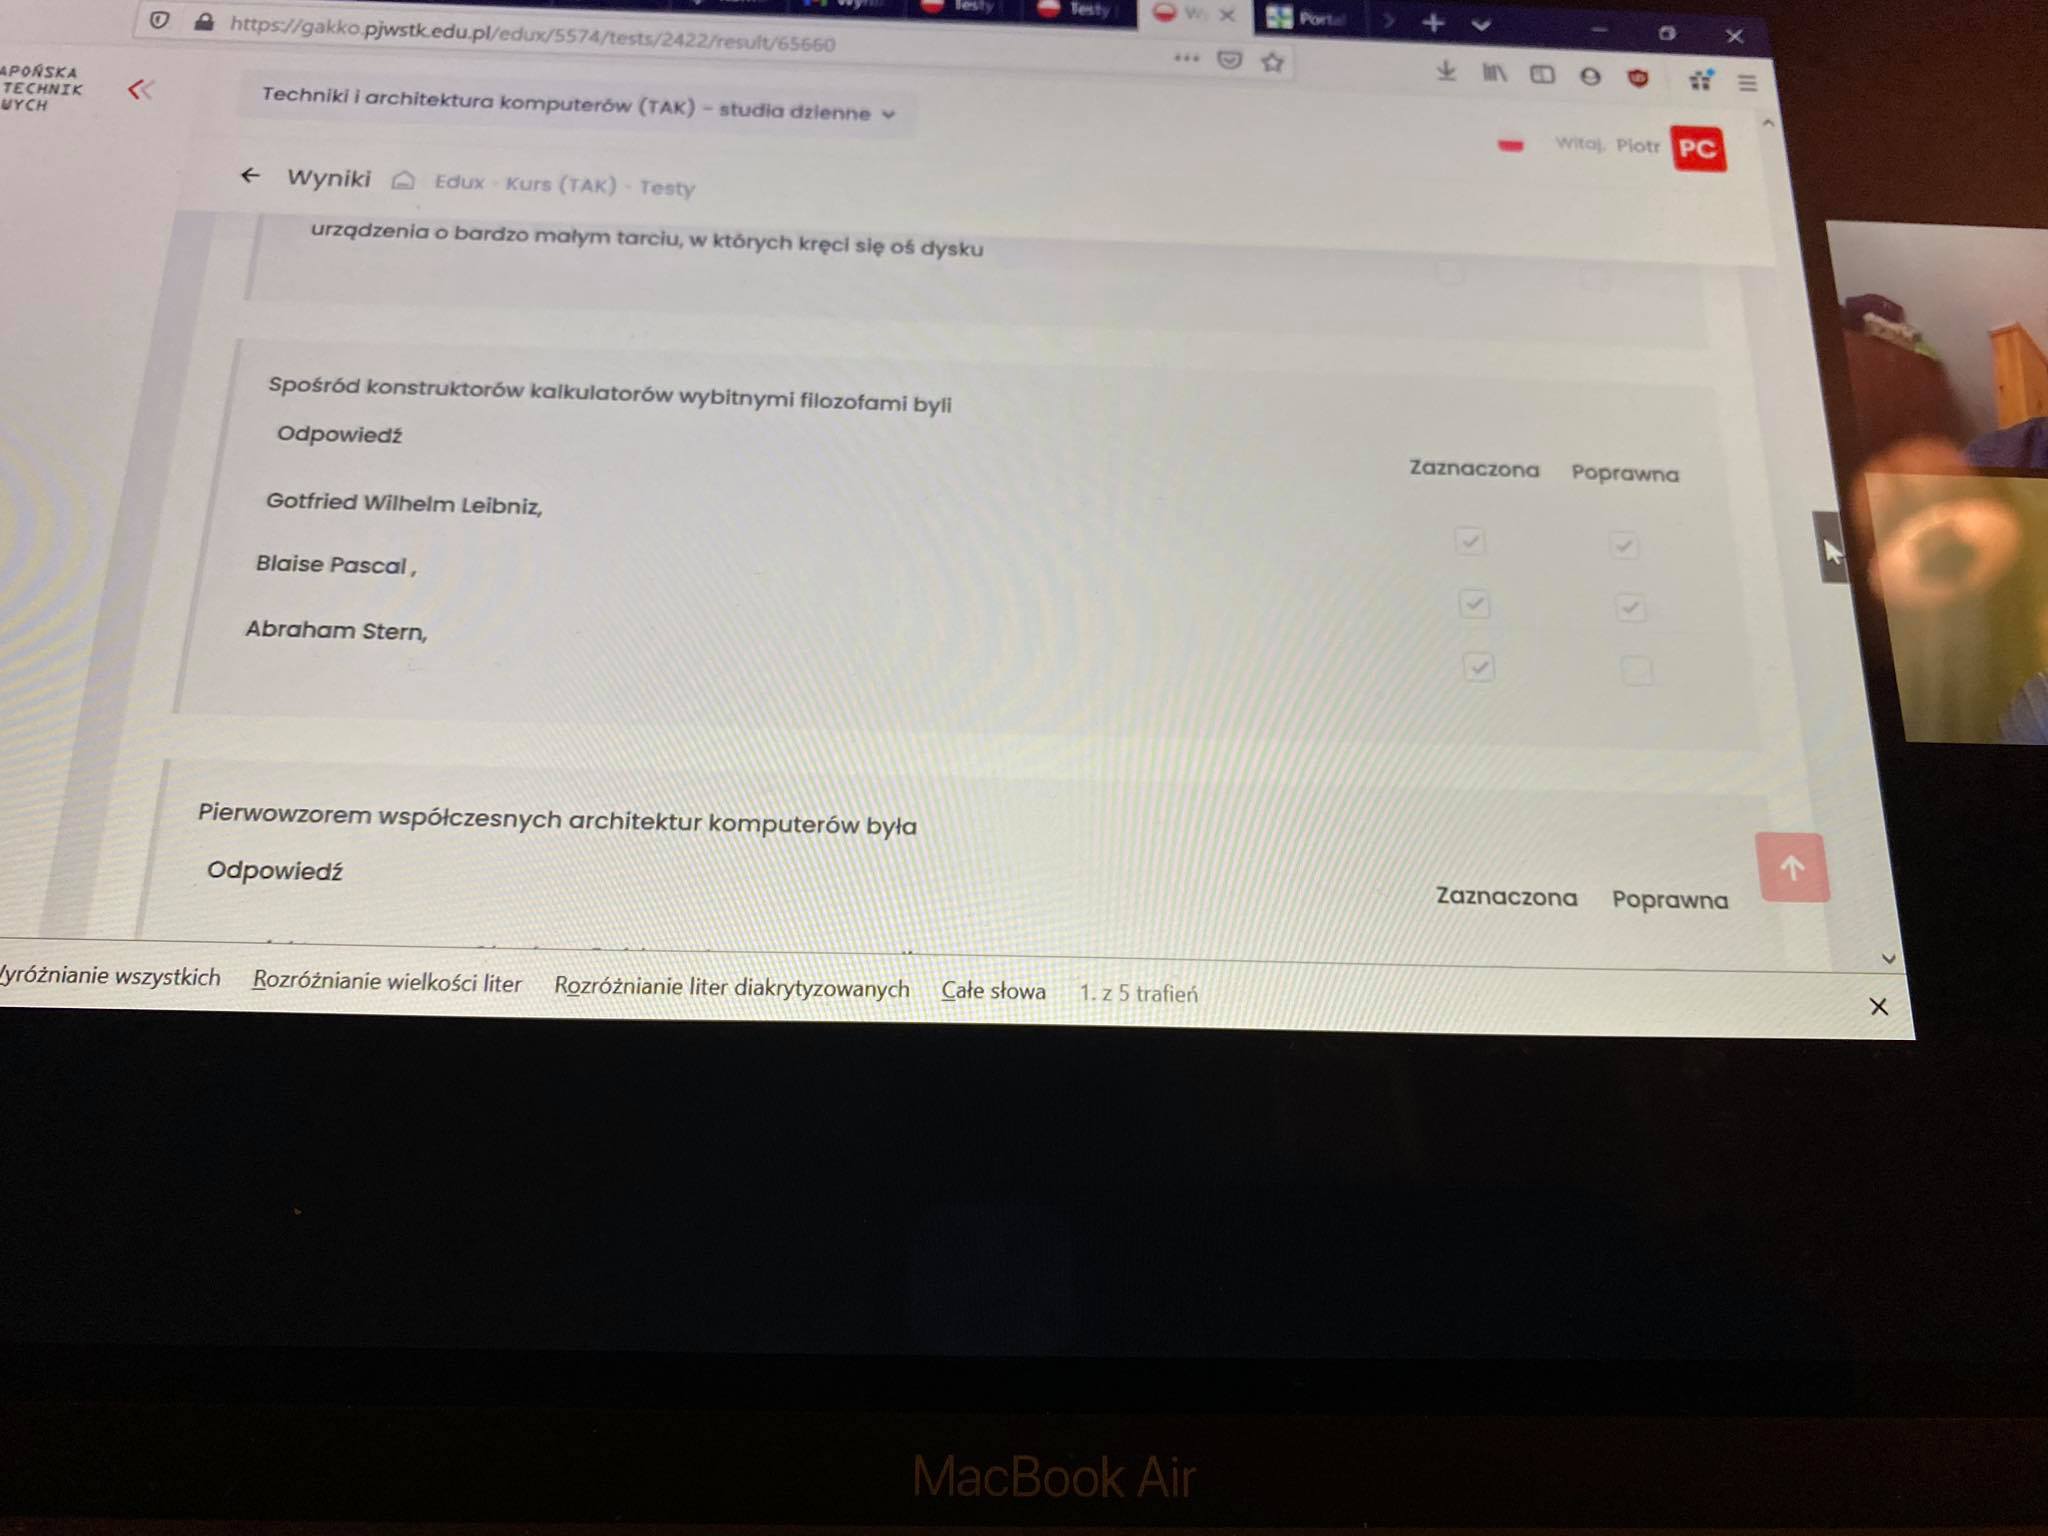 Testy
Testy
Portal
https://gakko.pjwstk.edu.pl/edux/5574/tests/2422/result/65660
APOŃSKA
TECHNIK
WYCH
Techniki i architektura komputerów (TAK) - studia dzienne
Witaj, Piotr PC
Wyniki Edux - Kurs (TAK) - Testy
urządzenia o bardzo małym tarciu, w których kręci się oś dysku
Spośród konstruktorów kalkulatorów wybitnymi filozofami byli
Odpowiedź
Zaznaczona Poprawna
Gotfried Wilhelm Leibniz,
Blaise Pascal ,
Abraham Stern,
Pierwowzorem współczesnych architektur komputerów była
Odpowiedź
Zaznaczona Poprawna
yróżnianie wszystkich Rozróżnianie wielkości liter Rozróżnianie liter diakrytyzowanych Całe słowa 1. z 5 trafień
MacBook Air